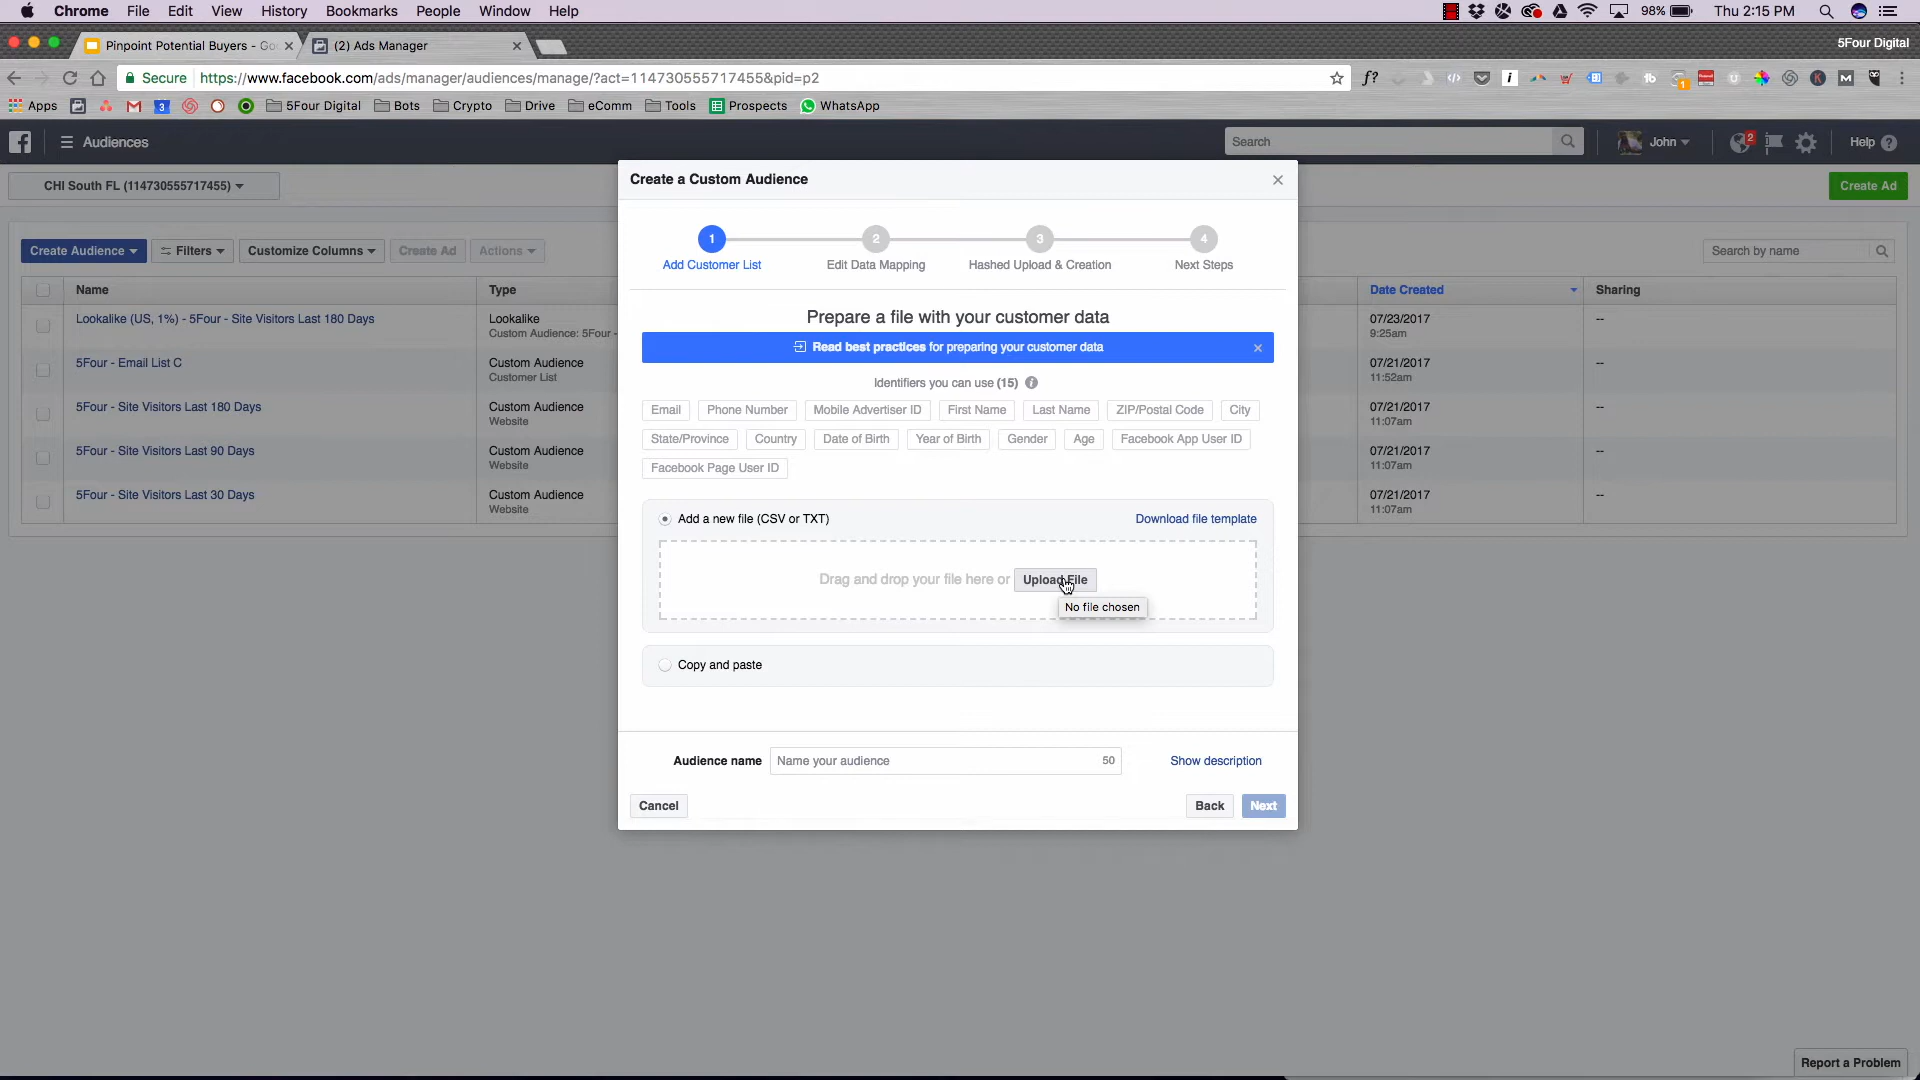 Chrome File Edit View History Bookmarks People Window Help 98% Thu 2:15 PM
Pinpoint Potential Buyers - Go (2) Ads Manager 5Four Digital
Secure https://www.facebook.com/ads/manager/audiences/manage/?act=114730555717455&pid=p2
Apps 5Four Digital Bots Crypto Drive eComm Tools Prospects WhatsApp
Audiences Search John 2 Help
CHI South FL (114730555717455) Create Ad
Create a Custom Audience
1 2 3 4
Add Customer List Edit Data Mapping Hashed Upload & Creation Next Steps
Create Audience Filters Customize Columns Create Ad Actions Search by name
Name Type Date Created Sharing
Lookalike (US, 1%) - 5Four - Site Visitors Last 180 Days Lookalike 07/23/2017 --
Custom Audience: 5Four - 9:25am
5Four - Email List C Custom Audience 07/21/2017 --
Customer List 11:52am
5Four - Site Visitors Last 180 Days Custom Audience 07/21/2017 --
Website 11:07am
5Four - Site Visitors Last 90 Days Custom Audience 07/21/2017 --
Website 11:07am
5Four - Site Visitors Last 30 Days Custom Audience 07/21/2017 --
Website 11:07am
Prepare a file with your customer data
Read best practices for preparing your customer data
Identifiers you can use (15)
Email Phone Number Mobile Advertiser ID First Name Last Name ZIP/Postal Code City
State/Province Country Date of Birth Year of Birth Gender Age Facebook App User ID
Facebook Page User ID
Add a new file (CSV or TXT) Download file template
Drag and drop your file here or Upload File
No file chosen
Copy and paste
Audience name Name your audience 50 Show description
Cancel Back Next
Report a Problem